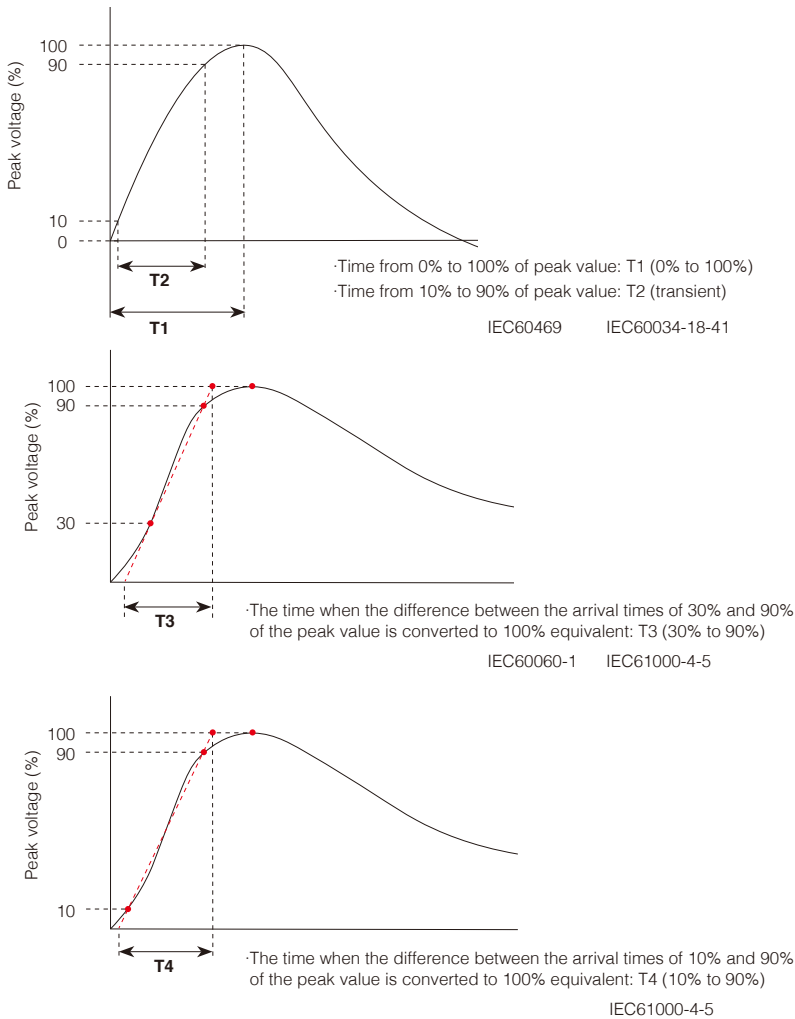 Peak voltage (%)
100
90
10
0
T2
T1
·Time from 0% to 100% of peak value: T1 (0% to 100%)
·Time from 10% to 90% of peak value: T2 (transient)
IEC60469 IEC60034-18-41
Peak voltage (%)
100
90
30
T3
·The time when the difference between the arrival times of 30% and 90%
of the peak value is converted to 100% equivalent: T3 (30% to 90%)
IEC60060-1 IEC61000-4-5
Peak voltage (%)
100
90
10
T4
·The time when the difference between the arrival times of 10% and 90%
of the peak value is converted to 100% equivalent: T4 (10% to 90%)
IEC61000-4-5